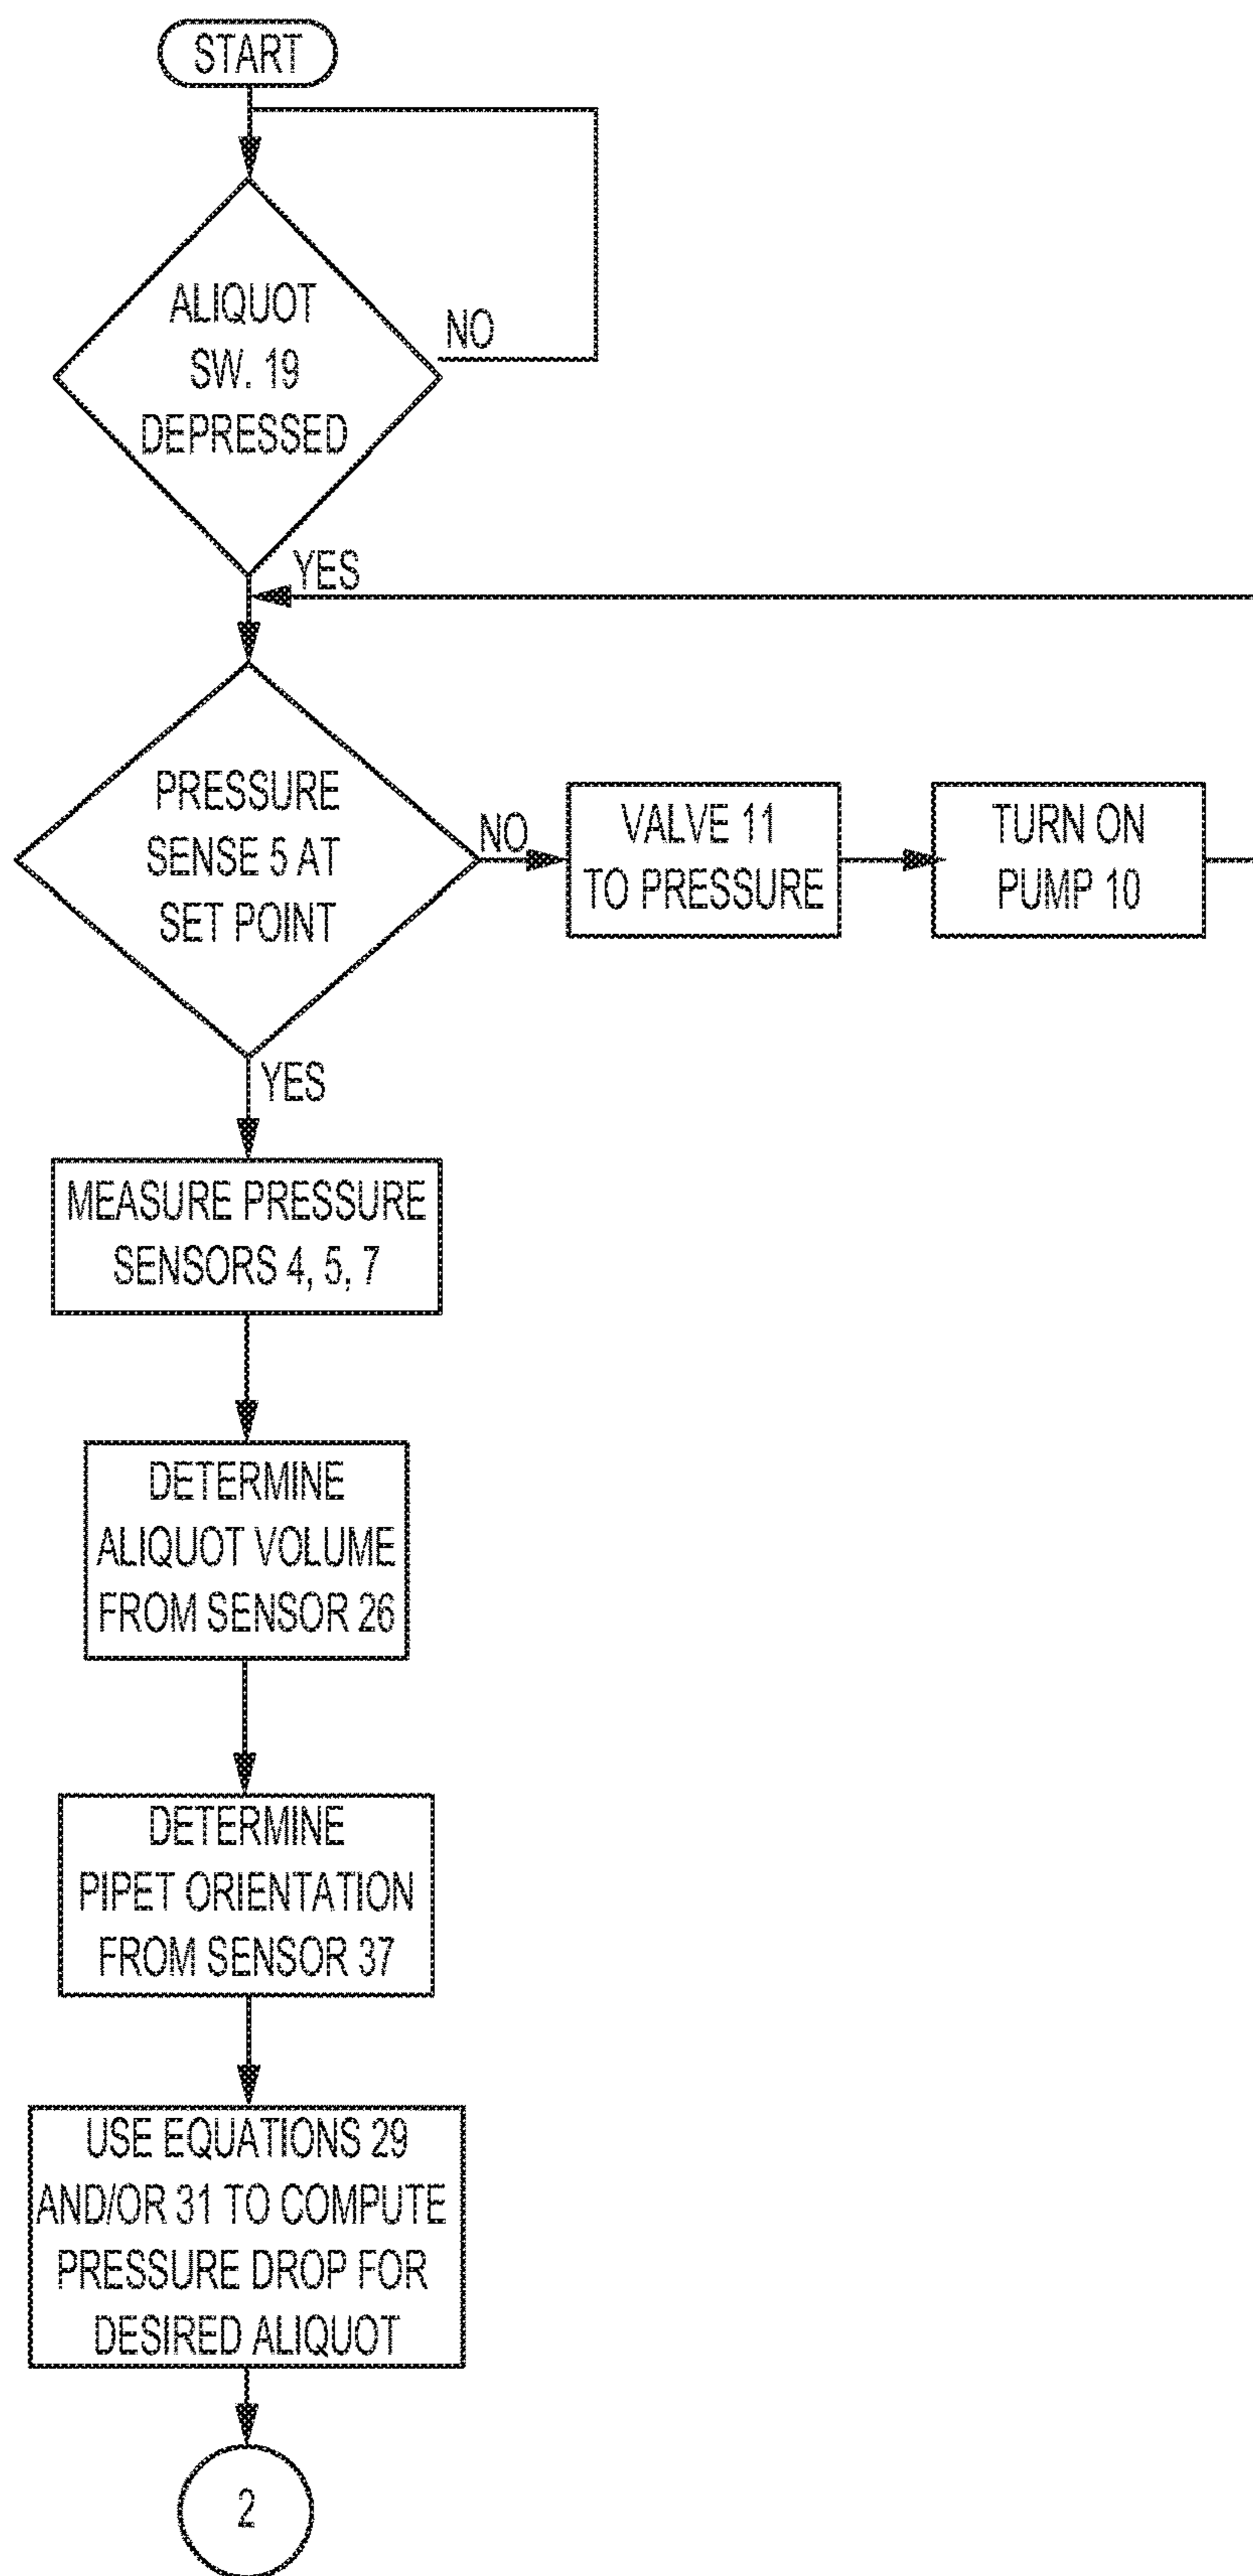 START
ALIQUOT
SW. 19
DEPRESSED
NO
YES
PRESSURE
SENSE 5 AT
SET POINT
NO
VALVE 11
TO PRESSURE
TURN ON
PUMP 10
YES
MEASURE PRESSURE
SENSORS 4, 5, 7
DETERMINE
ALIQUOT VOLUME
FROM SENSOR 26
DETERMINE
PIPET ORIENTATION
FROM SENSOR 37
USE EQUATIONS 29
AND/OR 31 TO COMPUTE
PRESSURE DROP FOR
DESIRED ALIQUOT
2